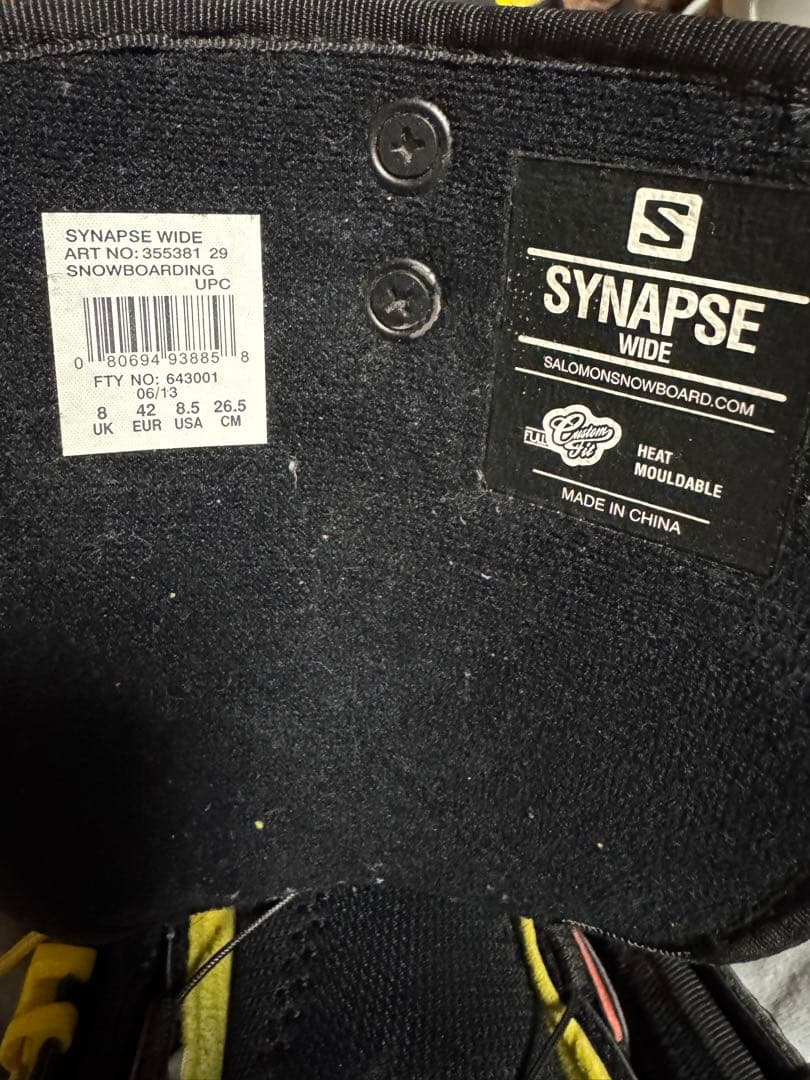 SYNAPSE WIDE
ART NO: 355381 29
SNOWBOARDING
UPC
0 80694 93885 8
FTY NO: 643001
06/13
8 42 8.5 26.5
UK EUR USA CM
S
SYNAPSE
WIDE
SALOMONSNOWBOARD.COM
FULL Custom Fit
HEAT
MOULDABLE
MADE IN CHINA